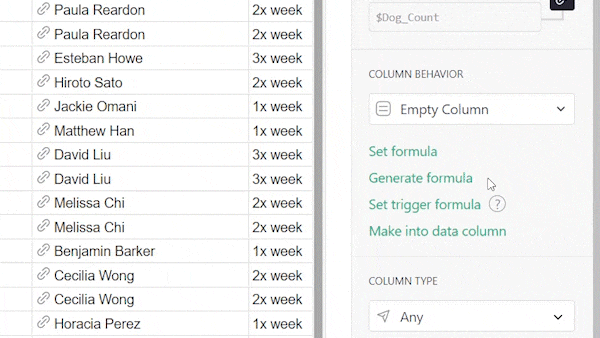 Paula Reardon 2x week
Paula Reardon 2x week
Esteban Howe 3x week
Hiroto Sato 2x week
Jackie Omani 1x week
Matthew Han 1x week
David Liu 3x week
David Liu 3x week
Melissa Chi 2x week
Melissa Chi 2x week
Benjamin Barker 1x week
Cecilia Wong 2x week
Cecilia Wong 2x week
Horacia Perez 1x week
$Dog_Count
COLUMN BEHAVIOR
Empty Column
Set formula
Generate formula
Set trigger formula ?
Make into data column
COLUMN TYPE
Any